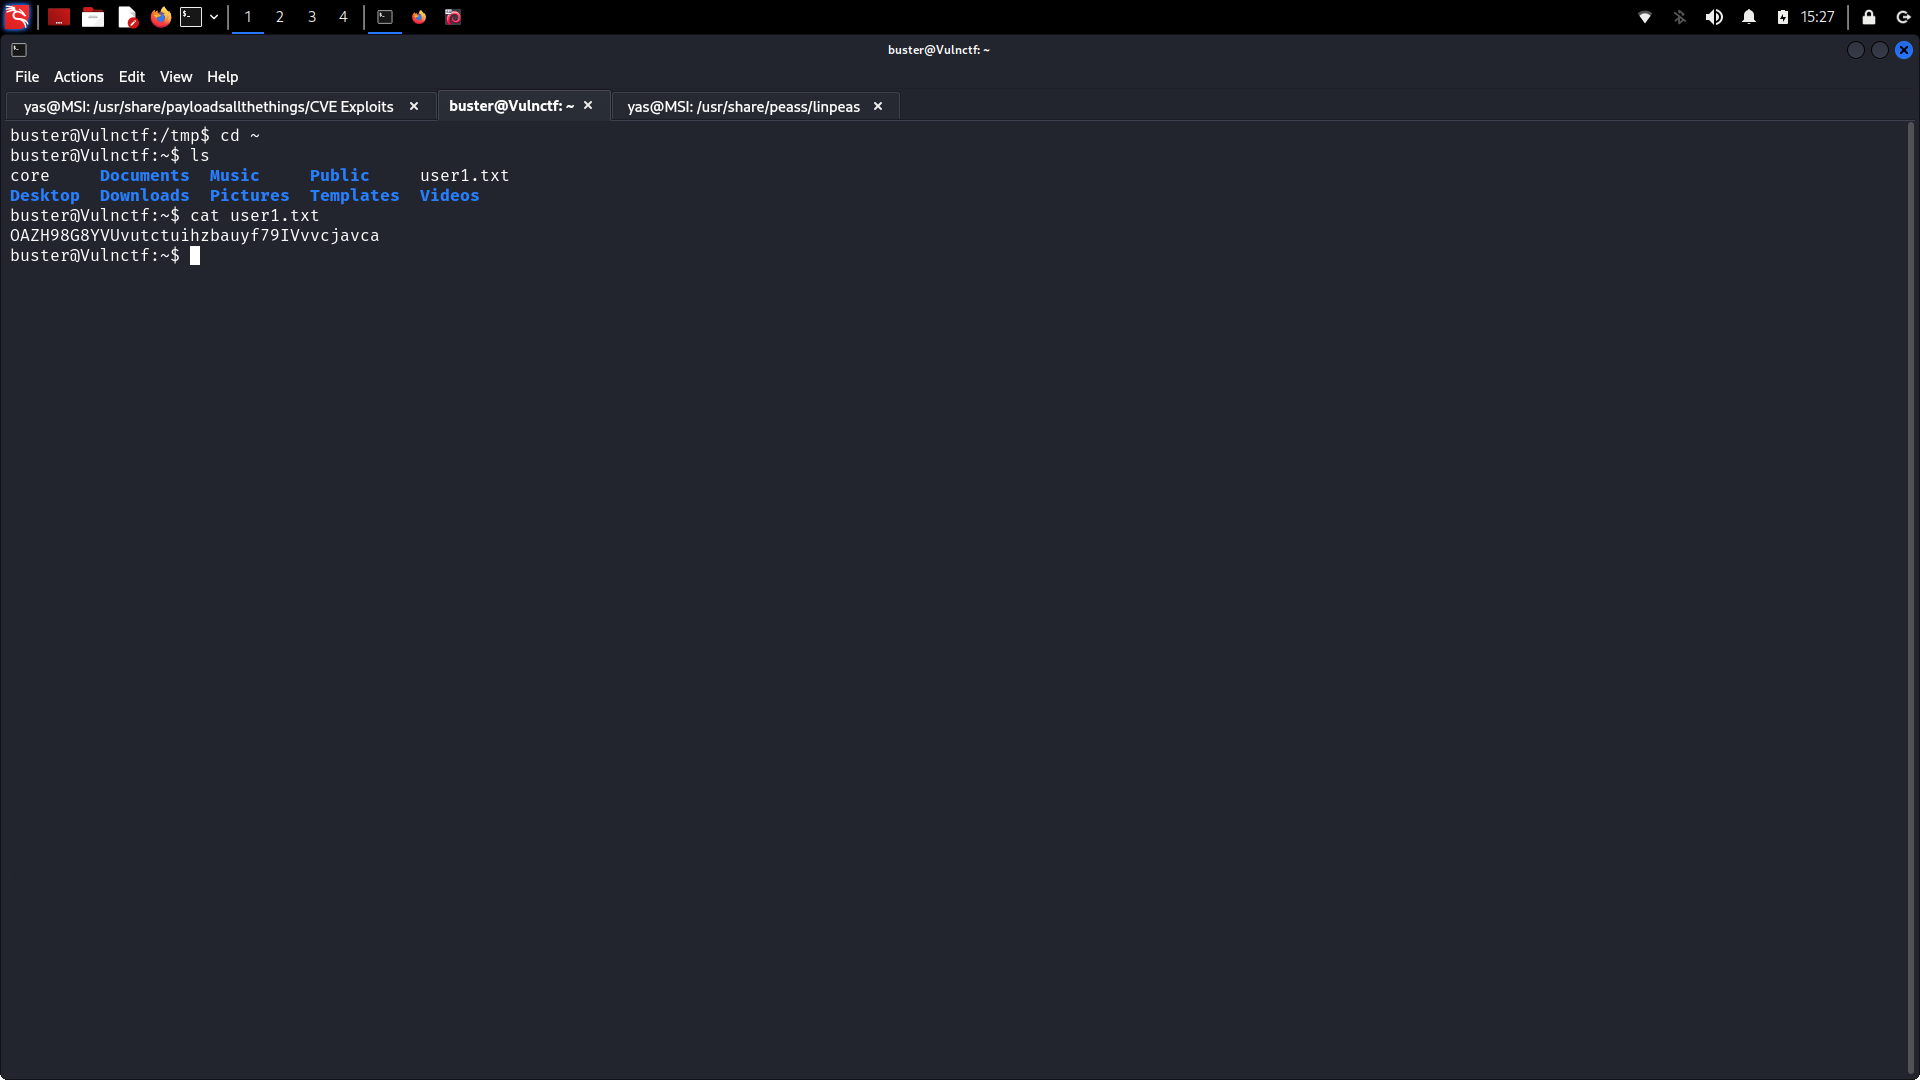 1 2 3 4 15:27
buster@Vulnctf: ~
File Actions Edit View Help
yas@MSI: /usr/share/payloadsallthethings/CVE Exploits buster@Vulnctf: ~ yas@MSI: /usr/share/peass/linpeas
buster@Vulnctf:/tmp$ cd ~
buster@Vulnctf:~$ ls
core Documents Music Public user1.txt
Desktop Downloads Pictures Templates Videos
buster@Vulnctf:~$ cat user1.txt
OAZH98G8YVUvutctuihzbauyf79IVvvcjavca
buster@Vulnctf:~$